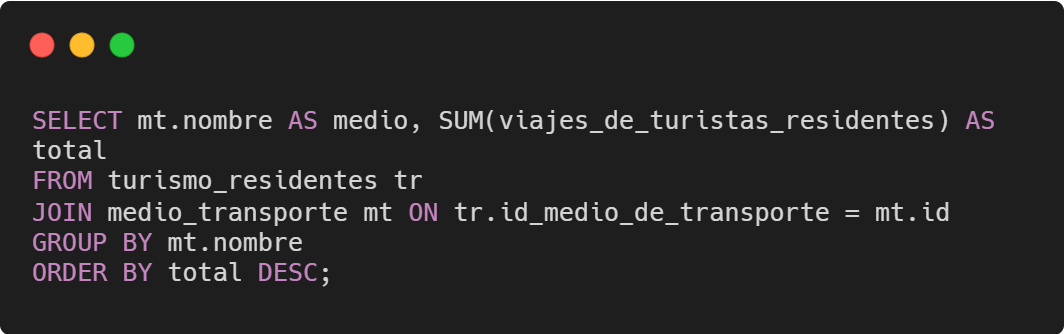 SELECT mt.nombre AS medio, SUM(viajes_de_turistas_residentes) AS
total
FROM turismo_residentes tr
JOIN medio_transporte mt ON tr.id_medio_de_transporte = mt.id
GROUP BY mt.nombre
ORDER BY total DESC;